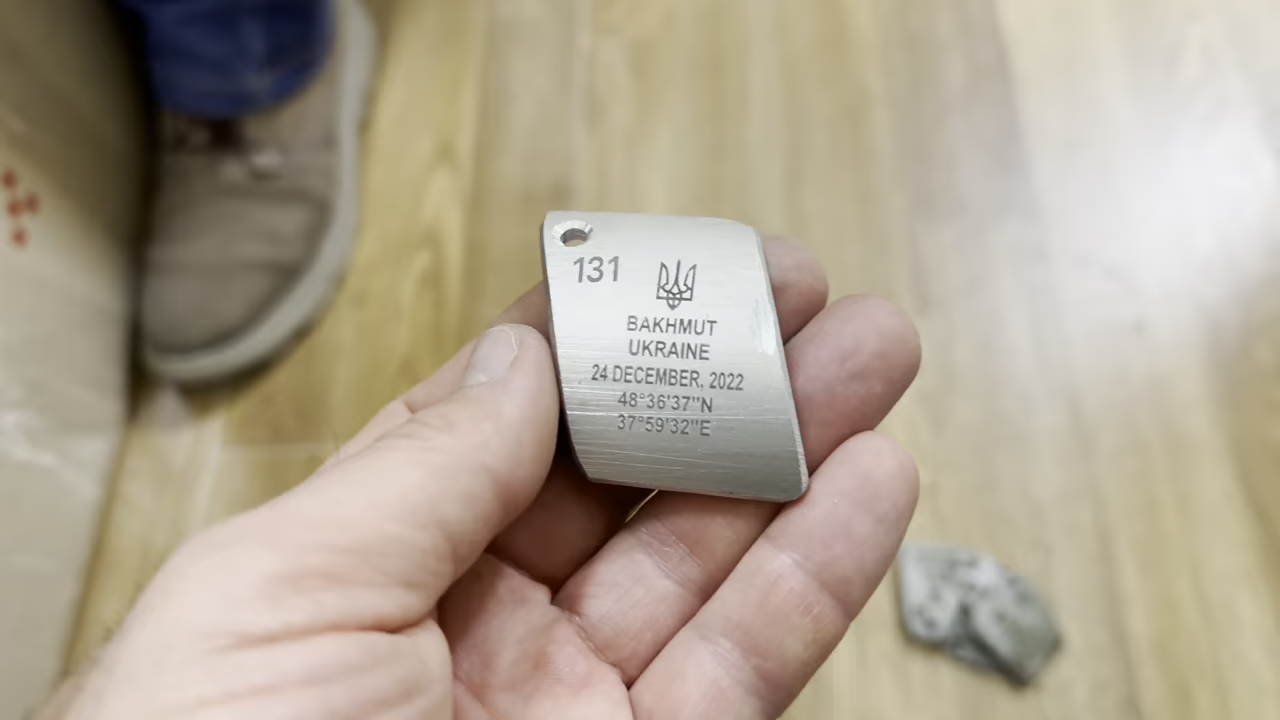 131
BAKHMUT
UKRAINE
24 DECEMBER, 2022
48°36'37"N
37°59'32"E